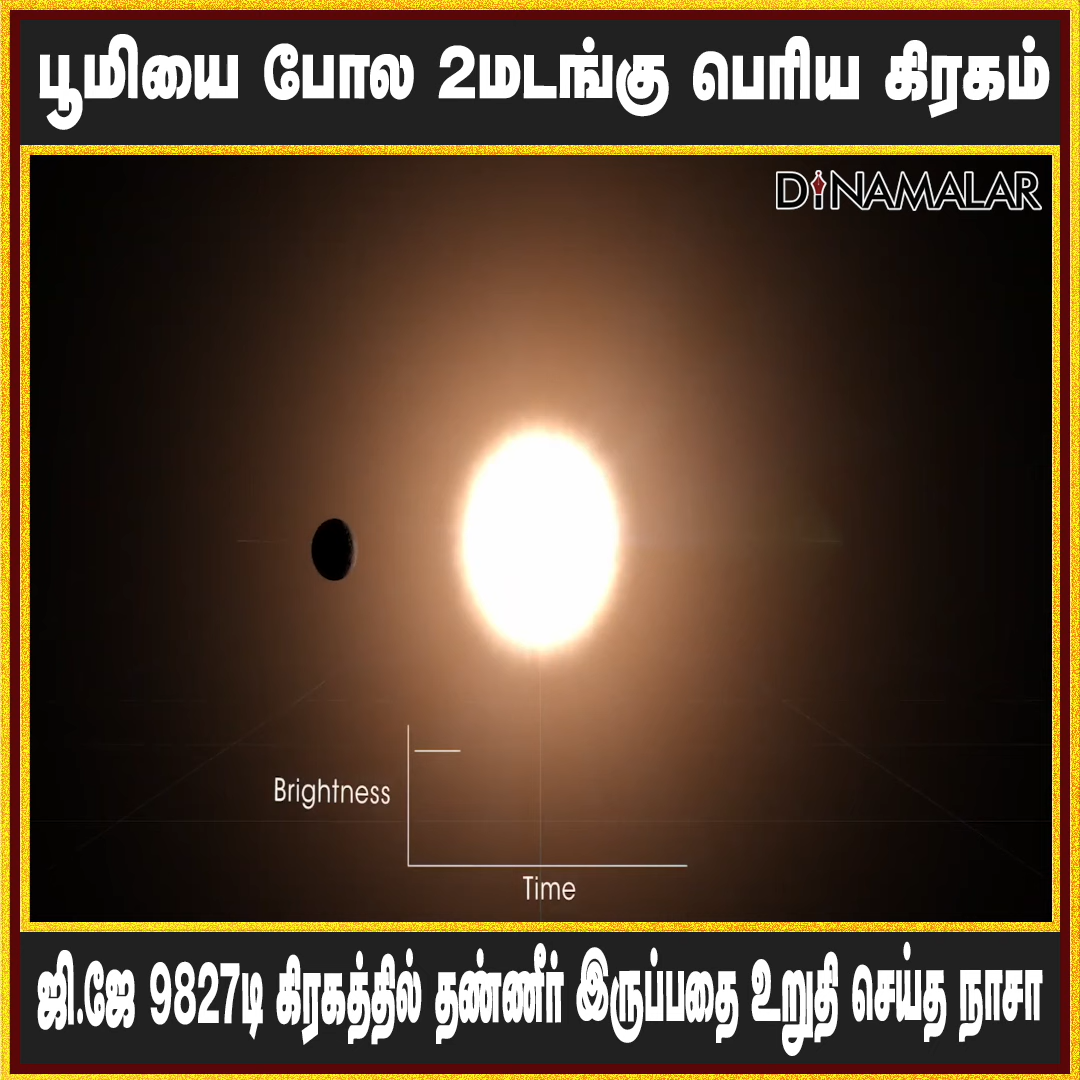 பூமியை போல 2மடங்கு பெரிய கிரகம்
DINAMALAR
Brightness
Time
ஜி.ஜே 9827டி கிரகத்தில் தண்ணீர் இருப்பதை உறுதி செய்த நாசா